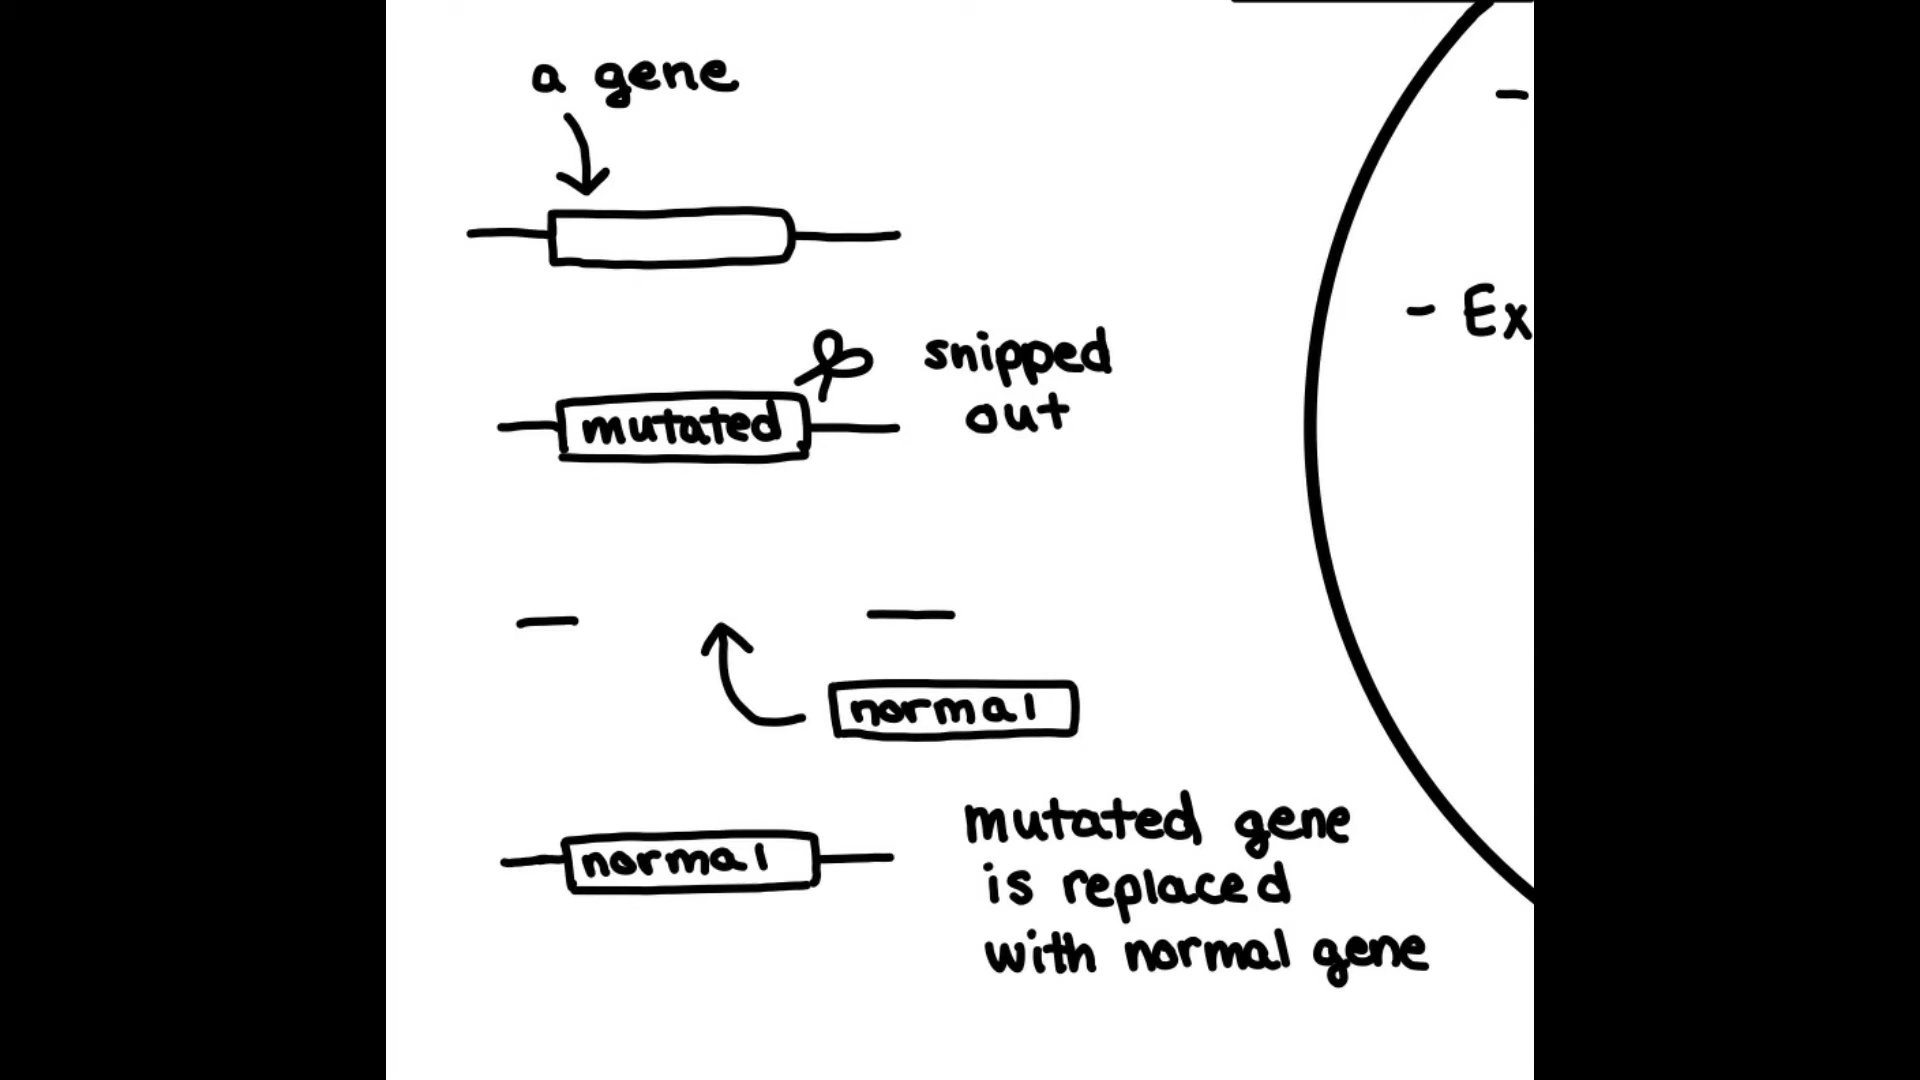 a gene
snipped
out
mutated
normal
normal
mutated gene
is replaced
with normal gene
-
- Ex